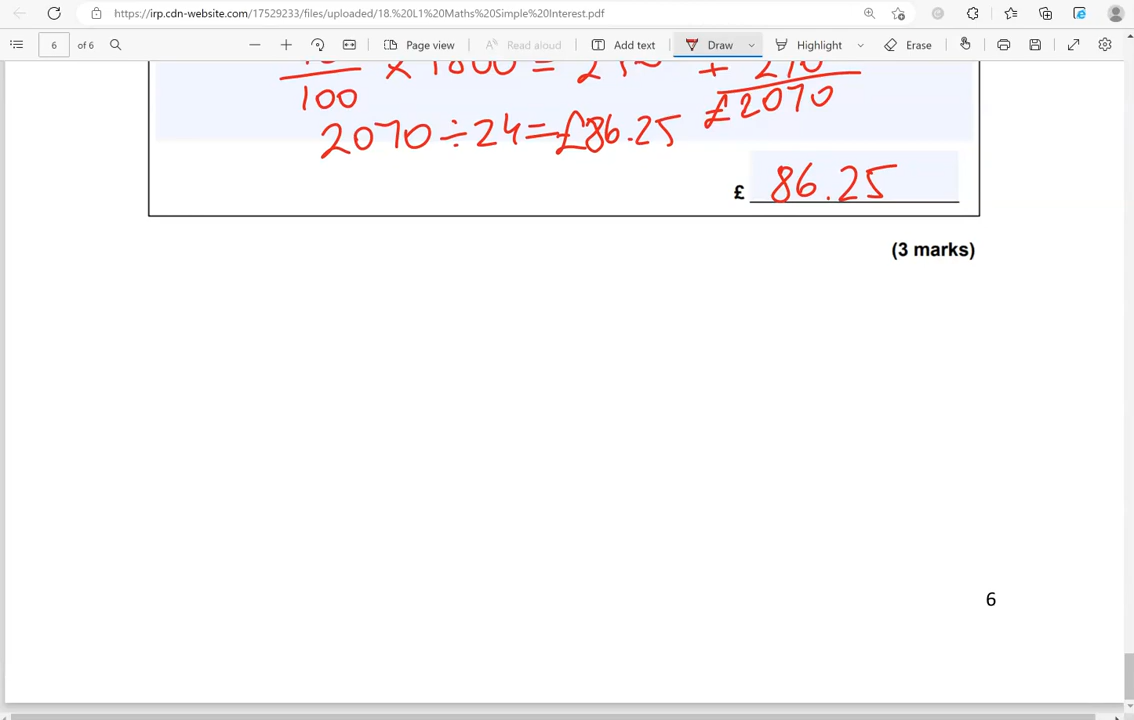 https://irp.cdn-website.com/17529233/files/uploaded/18.%20L1%20Maths%20Simple%20Interest.pdf
6 of 6 Page view Read aloud Add text Draw Highlight Erase
100
£2070
2070 ÷ 24 = £86.25
£ 86.25
(3 marks)
6